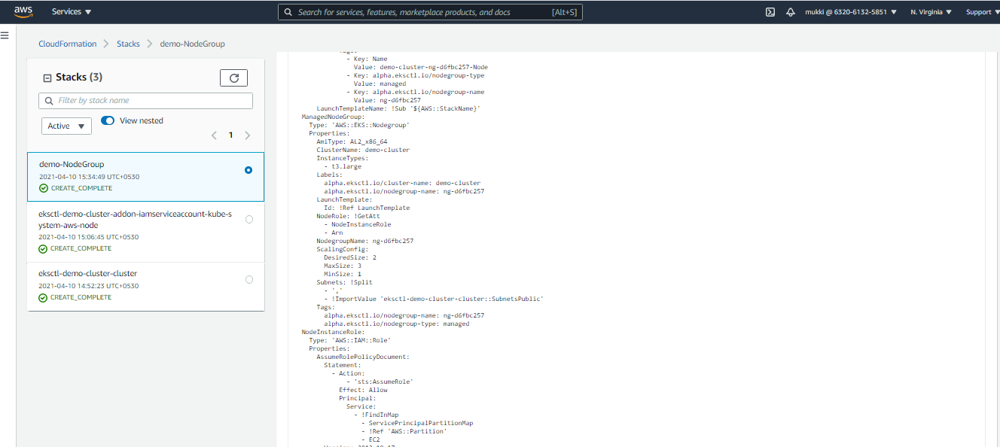 aws
Services
Search for services, features, marketplace products, and docs
[Alt+S]
mukki @ 6320-6132-5851
N. Virginia
Support
CloudFormation
Stacks
demo-NodeGroup
Stacks (3)
Filter by stack name
Active
View nested
1
demo-NodeGroup
2021-04-10 15:34:49 UTC+0530
CREATE_COMPLETE
eksctl-demo-cluster-addon-iamserviceaccount-kube-s
ystem-aws-node
2021-04-10 15:06:45 UTC+0530
CREATE_COMPLETE
eksctl-demo-cluster-cluster
2021-04-10 14:52:23 UTC+0530
CREATE_COMPLETE
- Key: Name
Value: demo-cluster-ng-d6fbc257-Node
- Key: alpha.eksctl.io/nodegroup-type
Value: managed
- Key: alpha.eksctl.io/nodegroup-name
Value: ng-d6fbc257
LaunchTemplateName: !Sub '${AWS::StackName}'
ManagedNodeGroup:
Type: 'AWS::EKS::Nodegroup'
Properties:
AmiType: AL2_x86_64
ClusterName: demo-cluster
InstanceTypes:
- t3.large
Labels:
alpha.eksctl.io/cluster-name: demo-cluster
alpha.eksctl.io/nodegroup-name: ng-d6fbc257
LaunchTemplate:
Id: !Ref LaunchTemplate
NodeRole: !GetAtt
- NodeInstanceRole
- Arn
NodegroupName: ng-d6fbc257
ScalingConfig:
DesiredSize: 2
MaxSize: 3
MinSize: 1
Subnets: !Split
- ','
- !ImportValue 'eksctl-demo-cluster-cluster::SubnetsPublic'
Tags:
alpha.eksctl.io/nodegroup-name: ng-d6fbc257
alpha.eksctl.io/nodegroup-type: managed
NodeInstanceRole:
Type: 'AWS::IAM::Role'
Properties:
AssumeRolePolicyDocument:
Statement:
- Action:
- 'sts:AssumeRole'
Effect: Allow
Principal:
Service:
- !FindInMap
- ServicePrincipalPartitionMap
- !Ref 'AWS::Partition'
- EC2